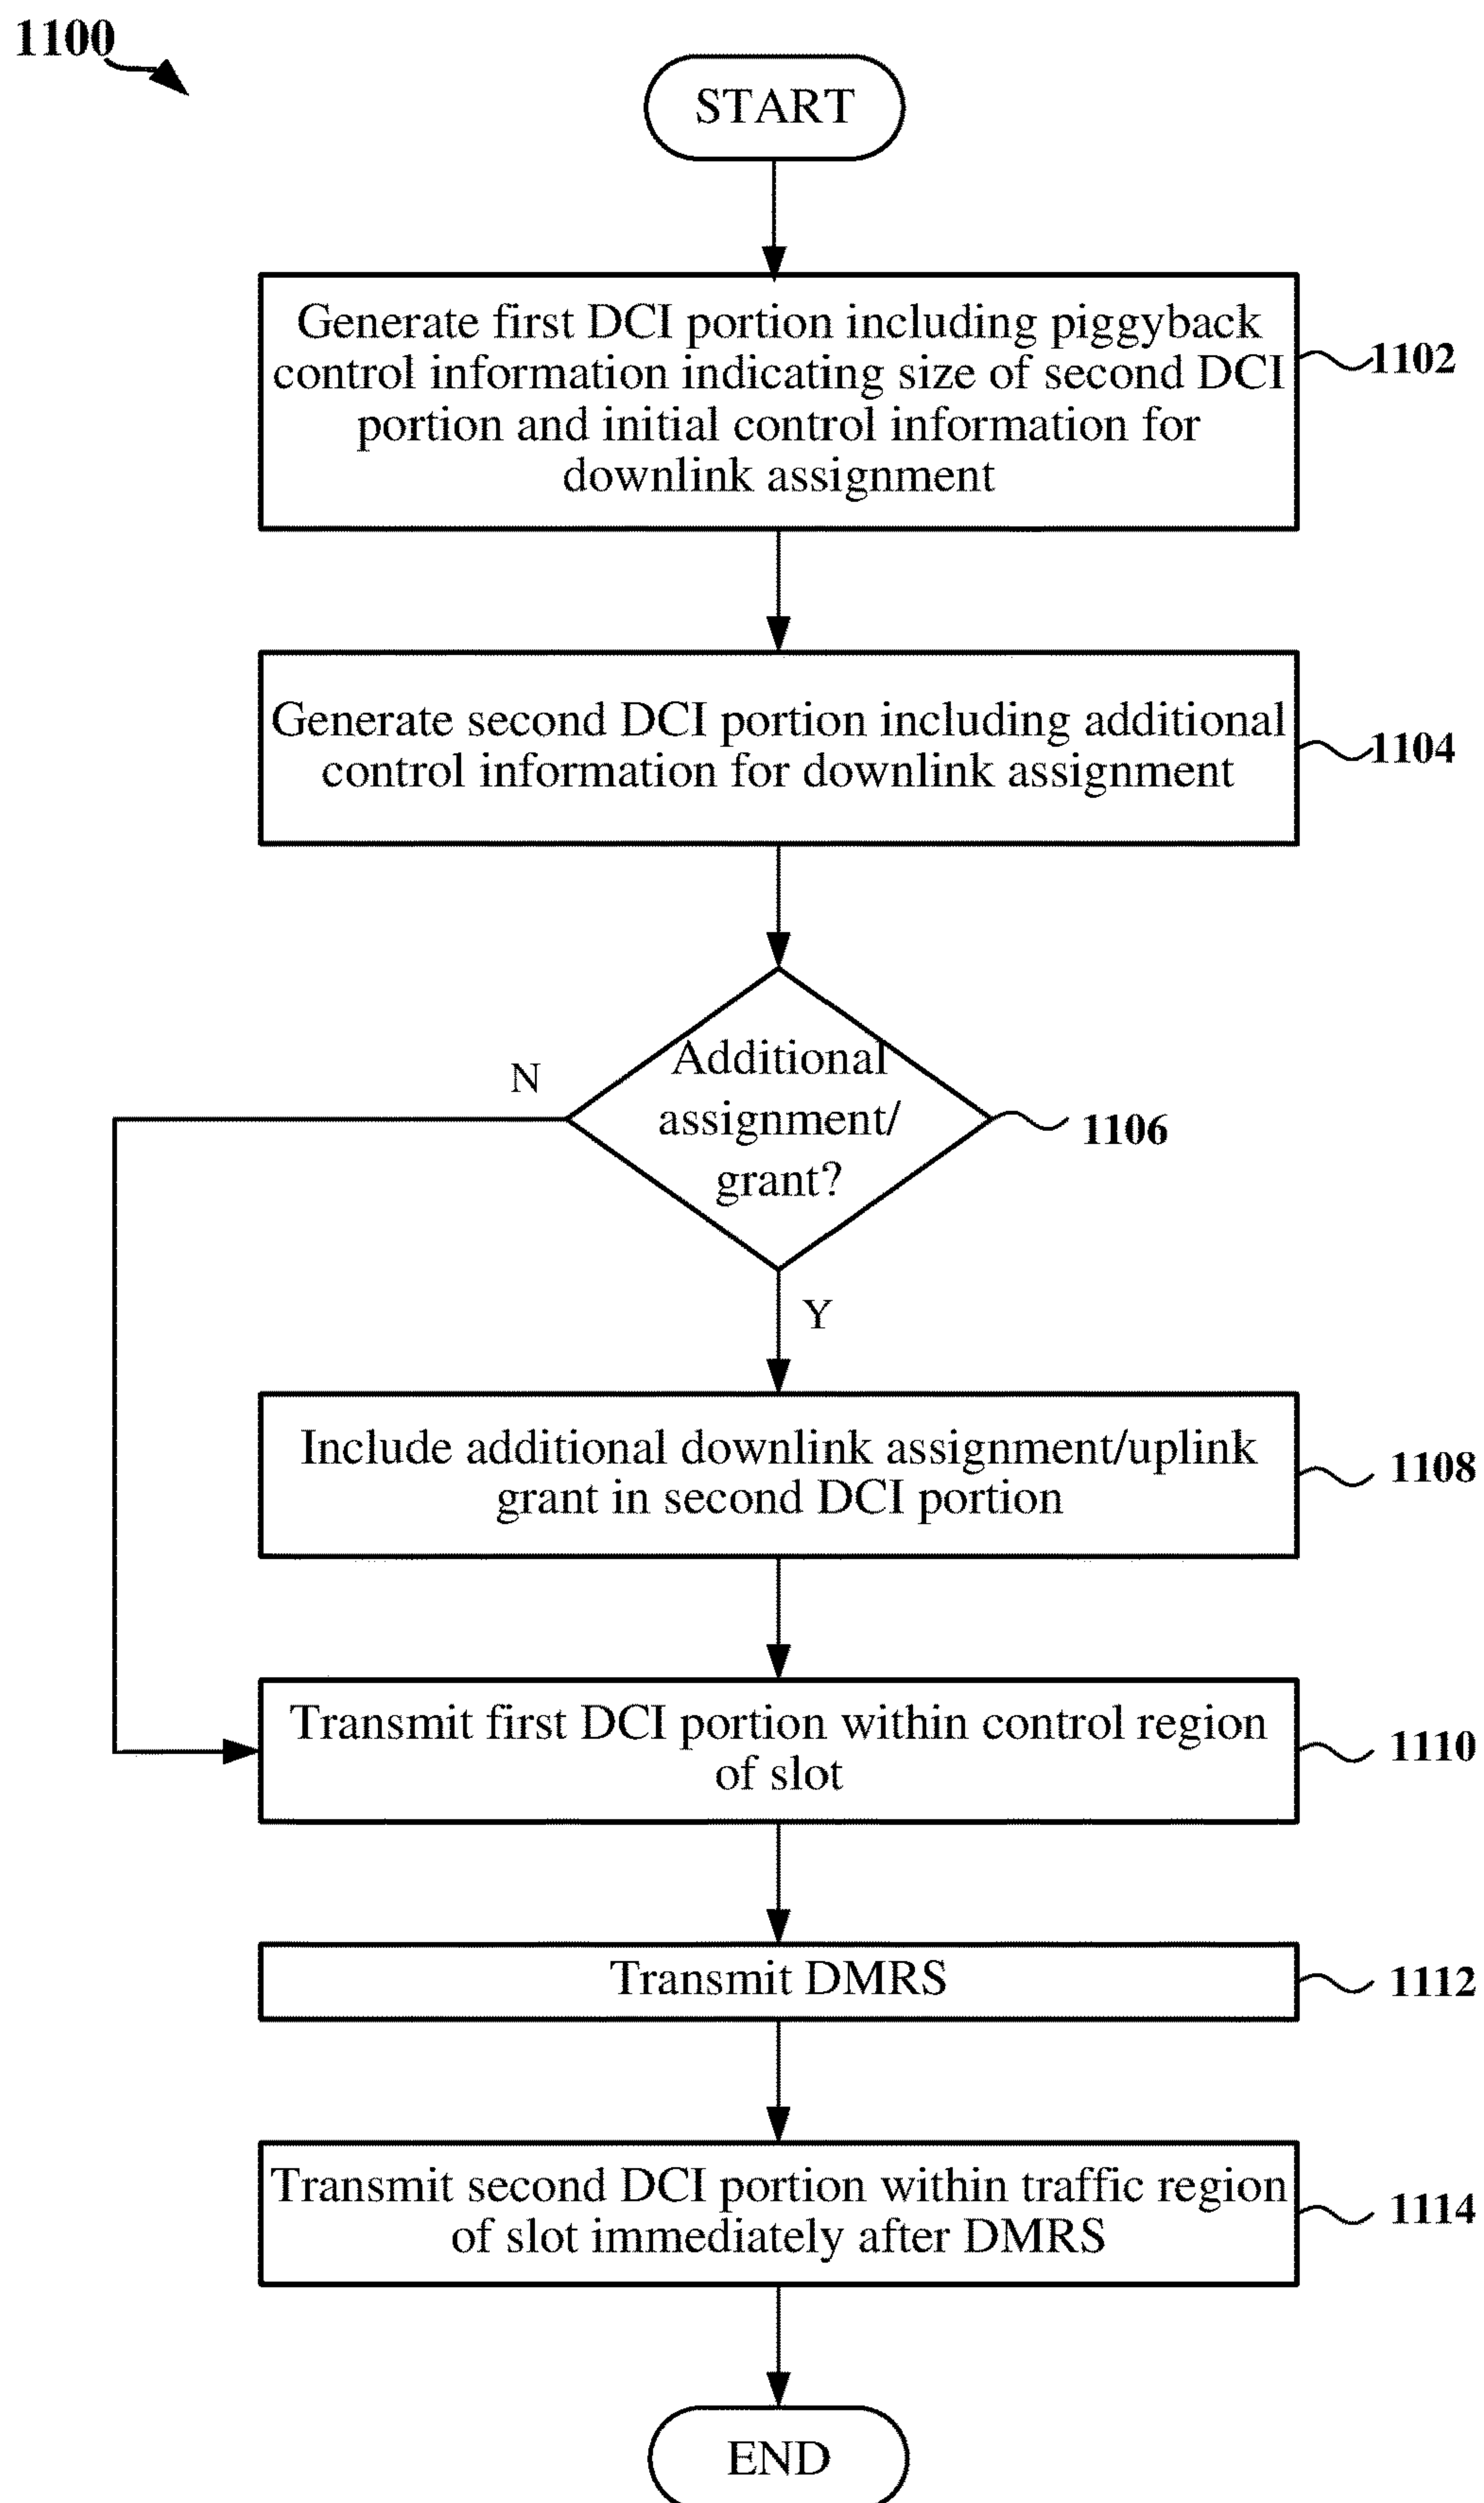 1100
START
Generate first DCI portion including piggyback
control information indicating size of second DCI
portion and initial control information for
downlink assignment
1102
Generate second DCI portion including additional
control information for downlink assignment
1104
Additional
assignment/
grant?
N
1106
Y
Include additional downlink assignment/uplink
grant in second DCI portion
1108
Transmit first DCI portion within control region
of slot
1110
Transmit DMRS
1112
Transmit second DCI portion within traffic region
of slot immediately after DMRS
1114
END